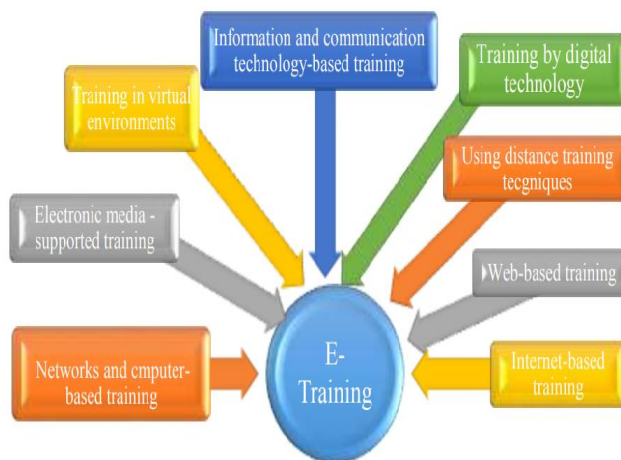 Information and communication
technology-based training
Training by digital
technology
Training in virtual
environments
Using distance training
tecgniques
Electronic media -
supported training
Web-based training
Networks and cmputer-
based training
E-
Training
Internet-based
training